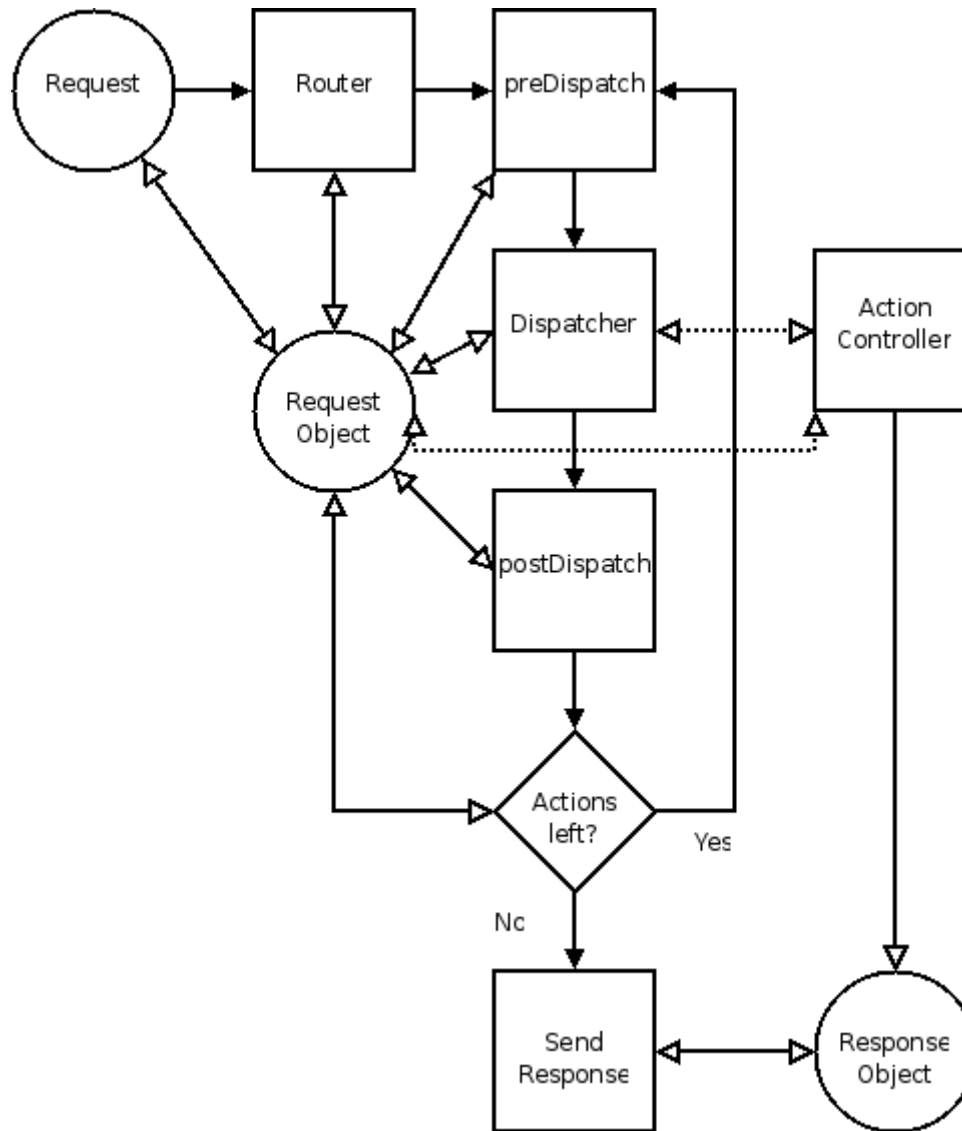 Request
Router
preDispatch
Dispatcher
Action
Controller
Request
Object
postDispatch
Actions
left?
Yes
No
Send
Response
Response
Object